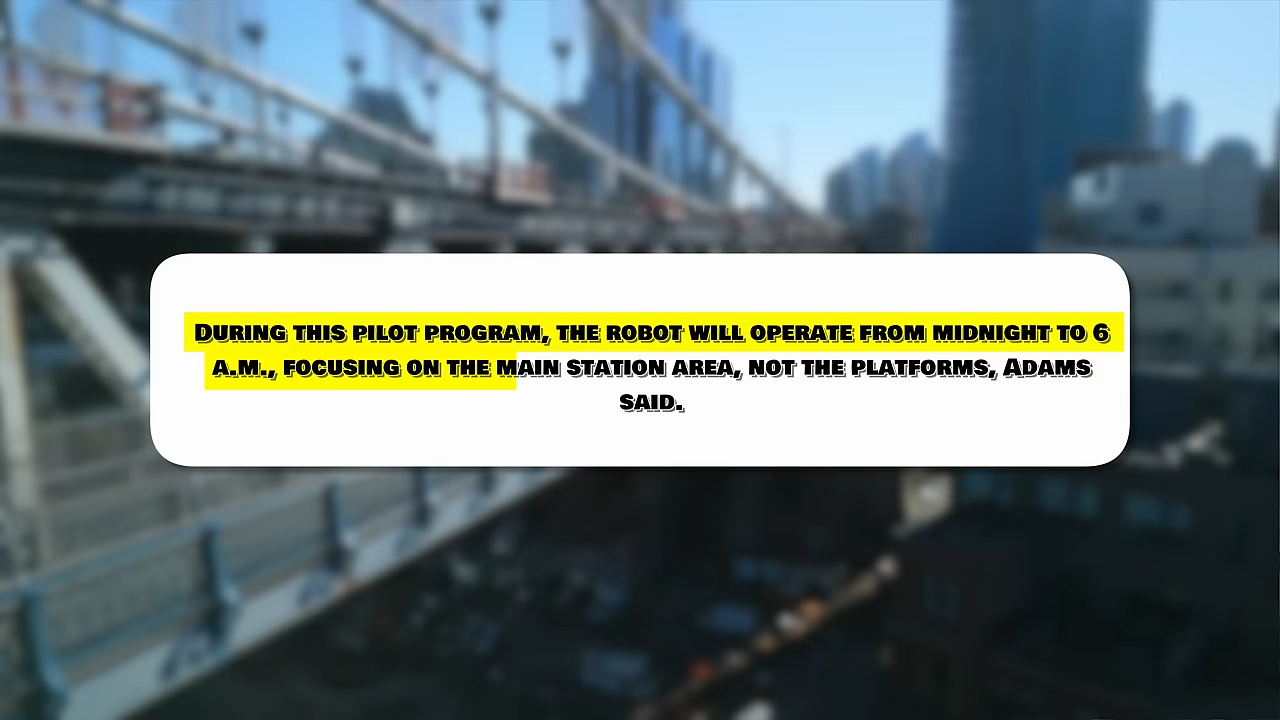 During this pilot program, the robot will operate from midnight to 6
a.m., focusing on the main station area, not the platforms, Adams
said.